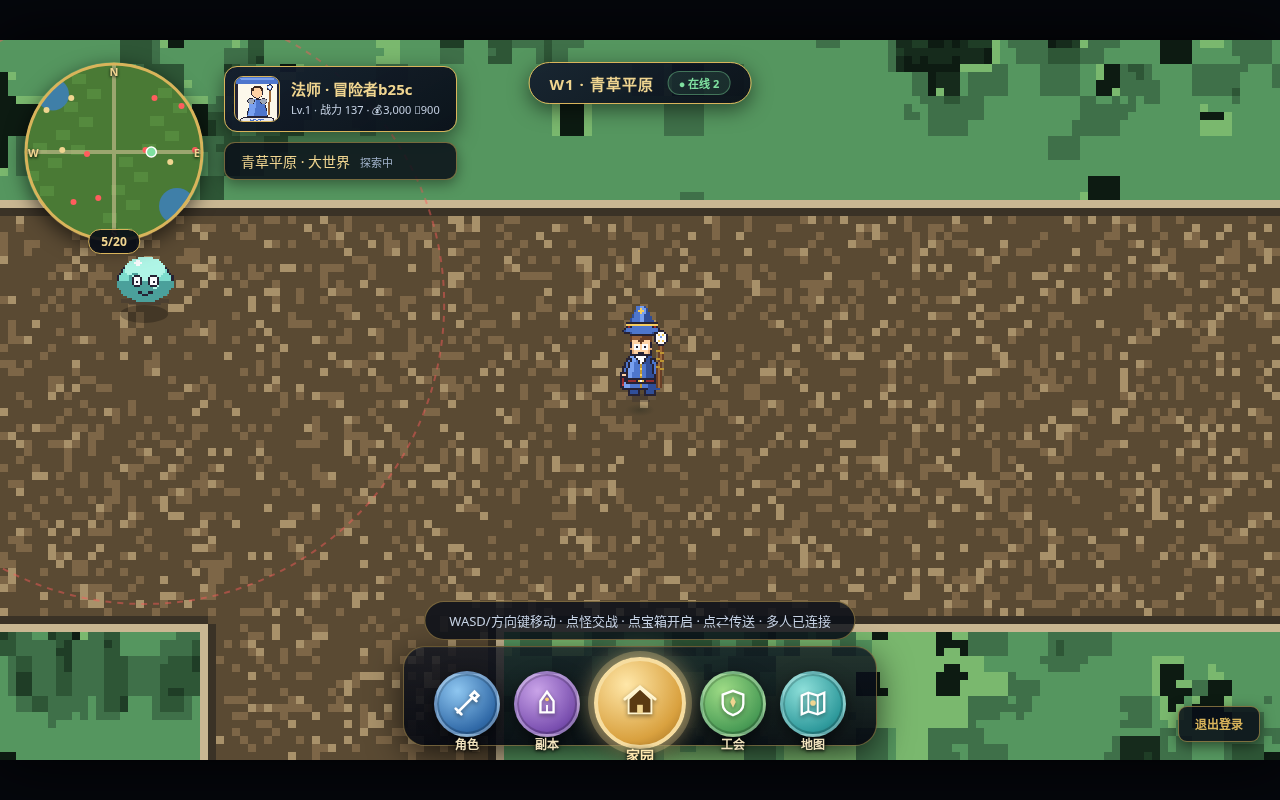 N
W
E
5/20
法师 · 冒险者b25c
Lv.1 · 战力 137 · 💰3,000 900
青草平原 · 大世界 探索中
W1 · 青草平原 ● 在线 2
WASD/方向键移动 · 点怪交战 · 点宝箱开启 · 点⇄传送 · 多人已连接
角色
副本
家园
工会
地图
退出登录